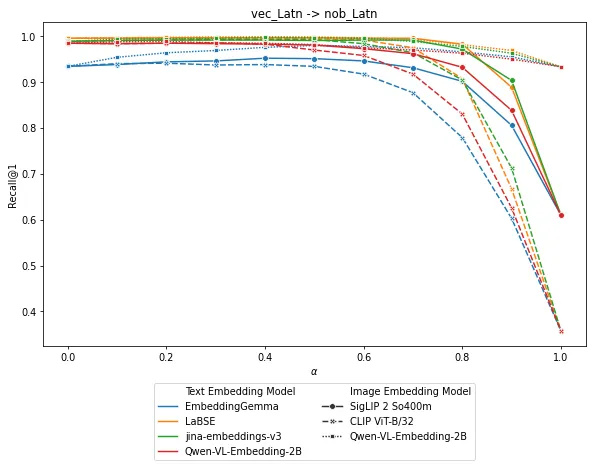 vec_Latn -> nob_Latn
Recall@1
1.0
0.9
0.8
0.7
0.6
0.5
0.4
0.0 0.2 0.4 0.6 0.8 1.0
α
Text Embedding Model Image Embedding Model
EmbeddingGemma SigLIP 2 So400m
LaBSE CLIP ViT-B/32
jina-embeddings-v3 Qwen-VL-Embedding-2B
Qwen-VL-Embedding-2B